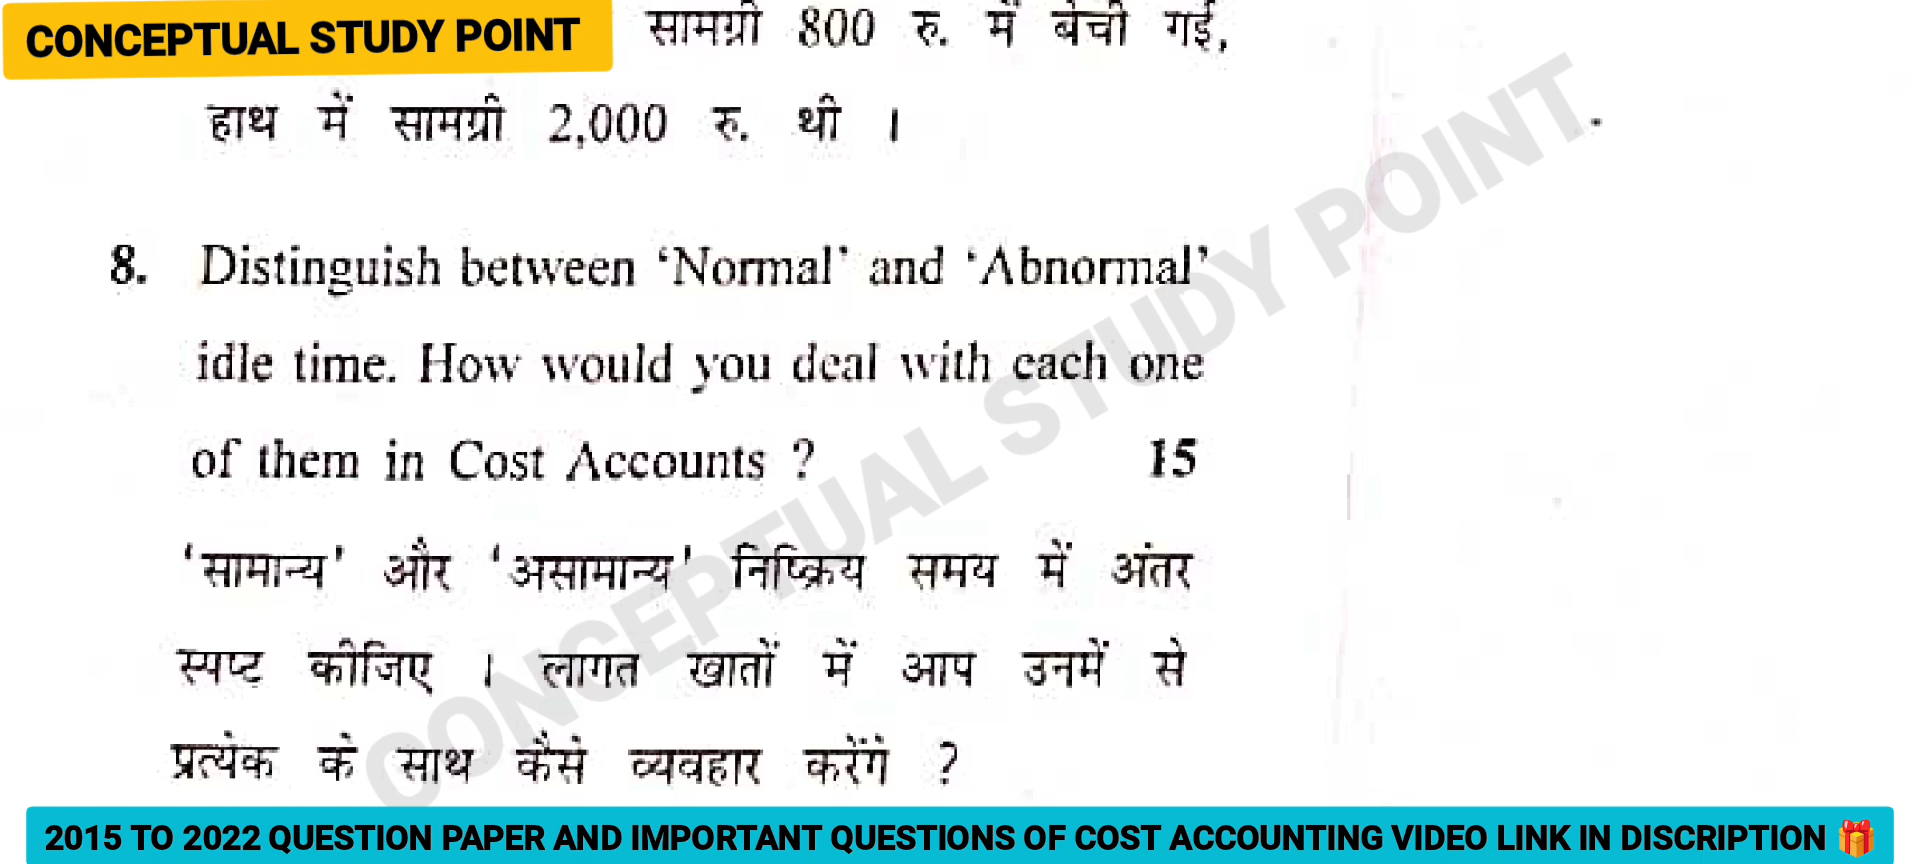 CONCEPTUAL STUDY POINT
सामग्री 800 रु. में बेची गई,
हाथ में सामग्री 2,000 रु. थी ।
8. Distinguish between ‘Normal’ and ‘Abnormal’
idle time. How would you deal with each one
of them in Cost Accounts ? 15
‘सामान्य’ और ‘असामान्य’ निष्क्रिय समय में अंतर
स्पष्ट कीजिए । लागत खातों में आप उनमें से
प्रत्येक के साथ कैसे व्यवहार करेंगे ?
CONCEPTUAL STUDY POINT
2015 TO 2022 QUESTION PAPER AND IMPORTANT QUESTIONS OF COST ACCOUNTING VIDEO LINK IN DISCRIPTION 🎁